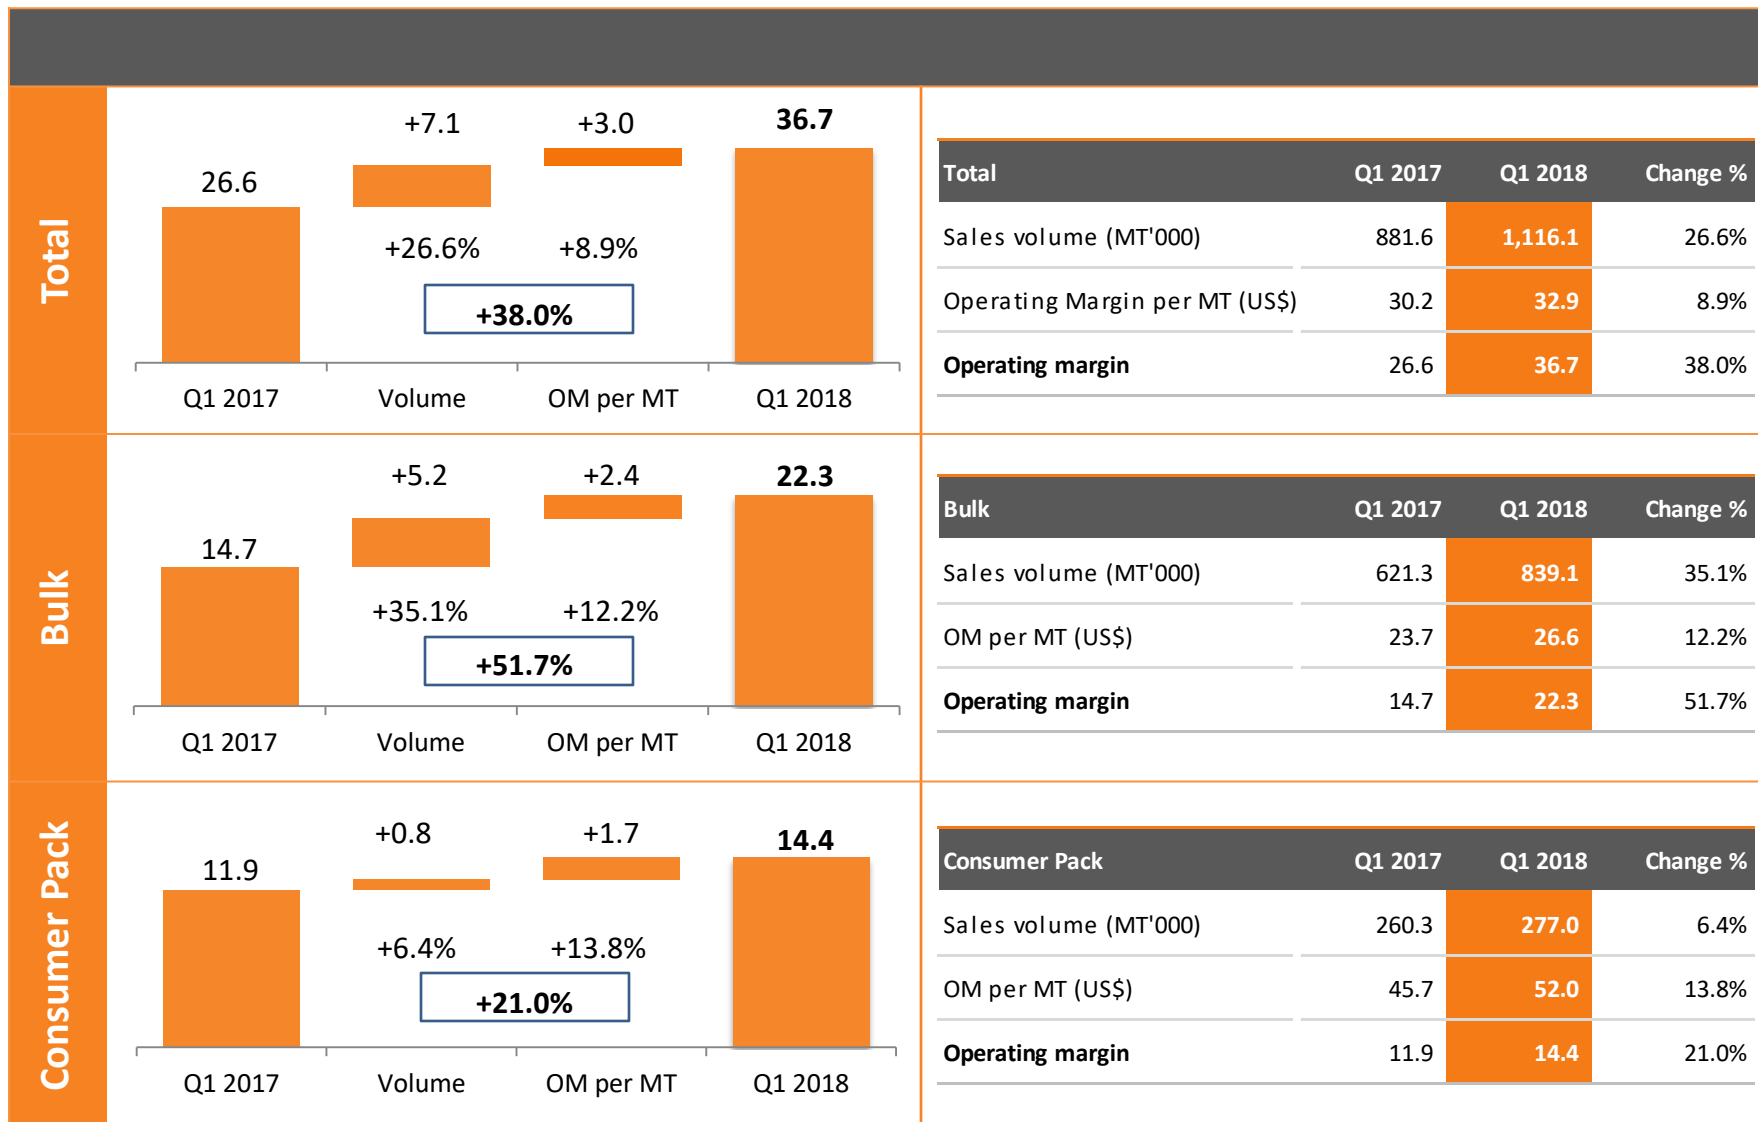 Total
+7.1 +3.0 36.7
26.6
+26.6% +8.9%
+38.0%
Q1 2017 Volume OM per MT Q1 2018
Total Q1 2017 Q1 2018 Change %
Sales volume (MT'000) 881.6 1,116.1 26.6%
Operating Margin per MT (US$) 30.2 32.9 8.9%
Operating margin 26.6 36.7 38.0%
Bulk
+5.2 +2.4 22.3
14.7
+35.1% +12.2%
+51.7%
Q1 2017 Volume OM per MT Q1 2018
Bulk Q1 2017 Q1 2018 Change %
Sales volume (MT'000) 621.3 839.1 35.1%
OM per MT (US$) 23.7 26.6 12.2%
Operating margin 14.7 22.3 51.7%
Consumer Pack
+0.8 +1.7 14.4
11.9
+6.4% +13.8%
+21.0%
Q1 2017 Volume OM per MT Q1 2018
Consumer Pack Q1 2017 Q1 2018 Change %
Sales volume (MT'000) 260.3 277.0 6.4%
OM per MT (US$) 45.7 52.0 13.8%
Operating margin 11.9 14.4 21.0%